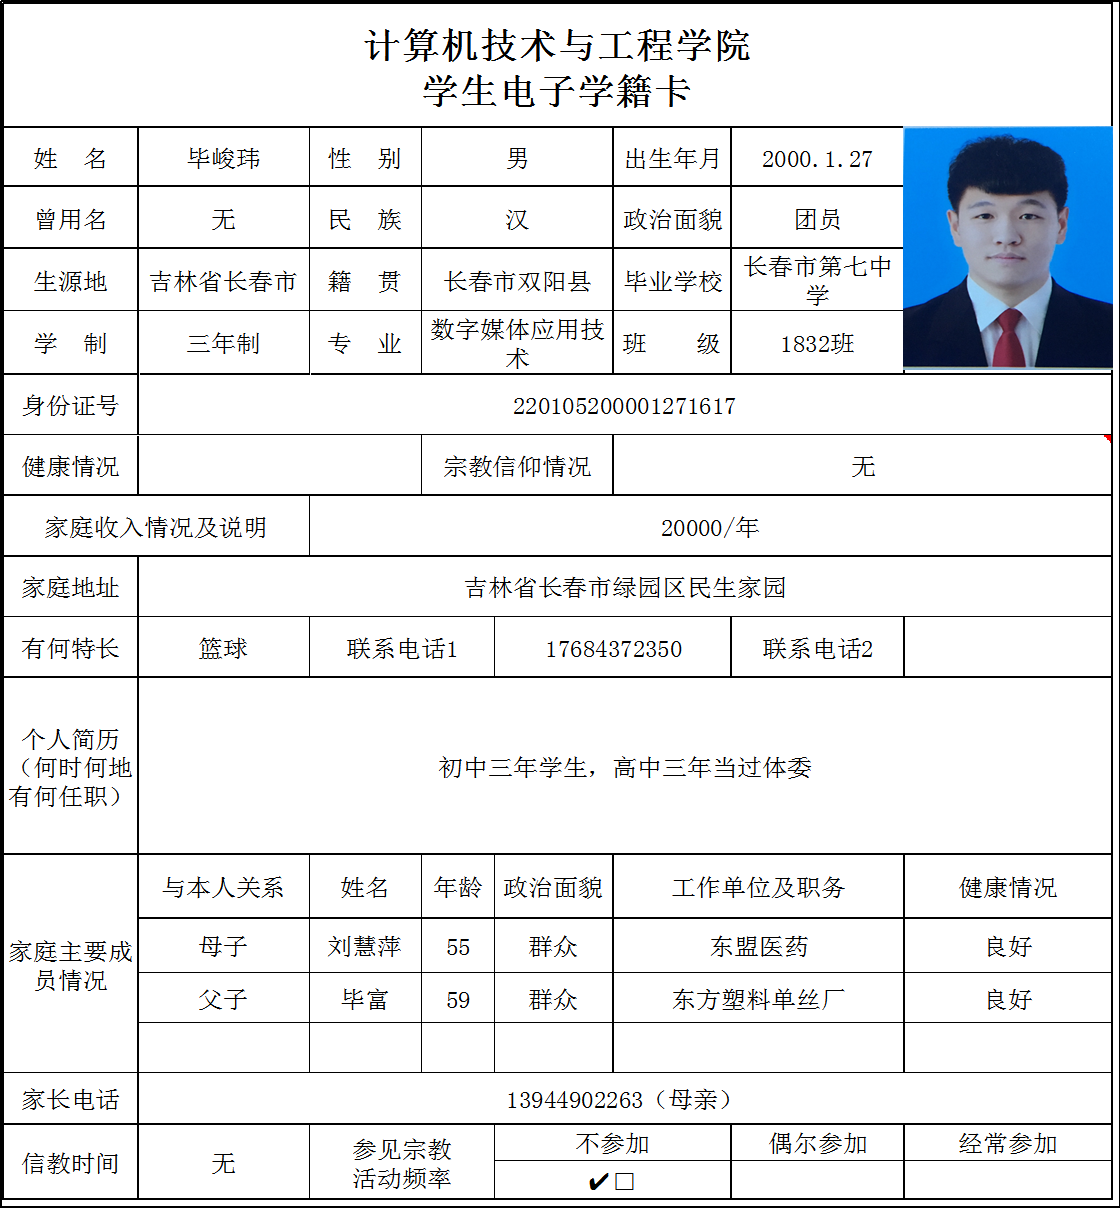 计算机技术与工程学院
学生电子学籍卡
姓 名 毕峻玮 性 别 男 出生年月 2000.1.27
曾用名 无 民 族 汉 政治面貌 团员
生源地 吉林省长春市 籍 贯 长春市双阳县 毕业学校 长春市第七中学
学 制 三年制 专 业 数字媒体应用技术 班 级 1832班
身份证号 220105200001271617
健康情况 宗教信仰情况 无
家庭收入情况及说明 20000/年
家庭地址 吉林省长春市绿园区民生家园
有何特长 篮球 联系电话1 17684372350 联系电话2
个人简历
（何时何地
有何任职） 初中三年学生，高中三年当过体委
家庭主要成员情况
与本人关系 姓名 年龄 政治面貌 工作单位及职务 健康情况
母子 刘慧萍 55 群众 东盟医药 良好
父子 毕富 59 群众 东方塑料单丝厂 良好
家长电话 13944902263（母亲）
信教时间 无 参见宗教活动频率 不参加 偶尔参加 经常参加
✔□